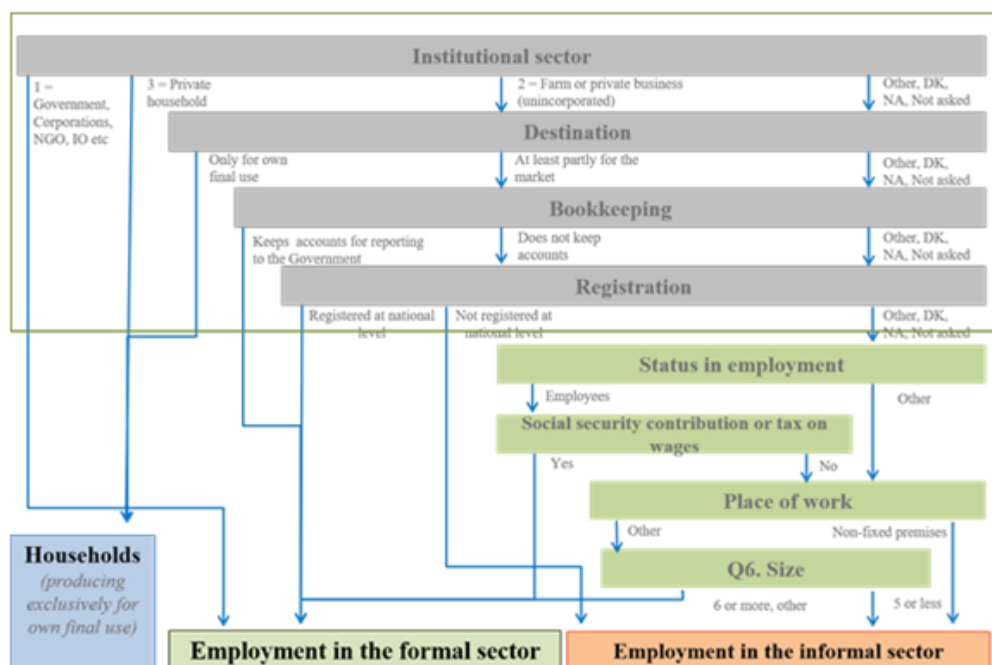 Institutional sector
1 =
Government,
Corporations,
NGO, IO etc
3 = Private
household
2 = Farm or private business
(unincorporated)
Other, DK,
NA, Not asked
Destination
Only for own
final use
At least partly for the
market
Other, DK,
NA, Not asked
Bookkeeping
Keeps accounts for reporting
to the Government
Does not keep
accounts
Other, DK,
NA, Not asked
Registration
Registered at national
level
Not registered at
national level
Other, DK,
NA, Not asked
Status in employment
Employees
Other
Social security contribution or tax on
wages
Yes
No
Place of work
Other
Non-fixed premises
Q6. Size
6 or more, other
5 or less
Households
(producing
exclusively for
own final use)
Employment in the formal sector
Employment in the informal sector